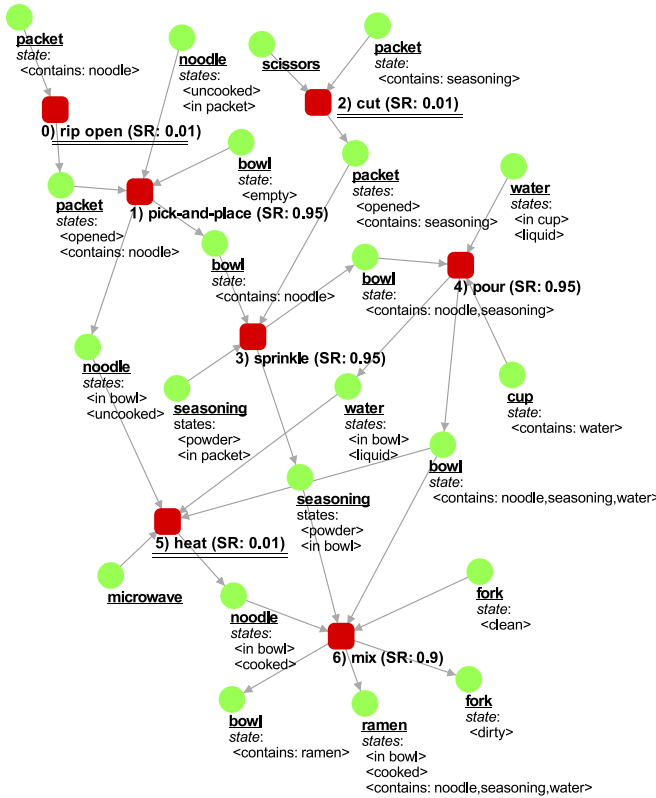 packet
state:
<contains: noodle>
0) rip open (SR: 0.01)
noodle
states:
<uncooked>
<in packet>
scissors
packet
state:
<contains: seasoning>
2) cut (SR: 0.01)
packet
states:
<opened>
<contains: noodle>
bowl
state:
<empty>
1) pick-and-place (SR: 0.95)
packet
states:
<opened>
<contains: seasoning>
water
states:
<in cup>
<liquid>
bowl
state:
<contains: noodle>
bowl
state:
<contains: noodle,seasoning>
4) pour (SR: 0.95)
3) sprinkle (SR: 0.95)
noodle
states:
<in bowl>
<uncooked>
seasoning
states:
<powder>
<in packet>
water
states:
<in bowl>
<liquid>
cup
state:
<contains: water>
bowl
state:
<contains: noodle,seasoning,water>
seasoning
states:
<powder>
<in bowl>
5) heat (SR: 0.01)
microwave
noodle
states:
<in bowl>
<cooked>
fork
state:
<clean>
6) mix (SR: 0.9)
bowl
state:
<contains: ramen>
ramen
states:
<in bowl>
<cooked>
<contains: noodle,seasoning,water>
fork
state:
<dirty>